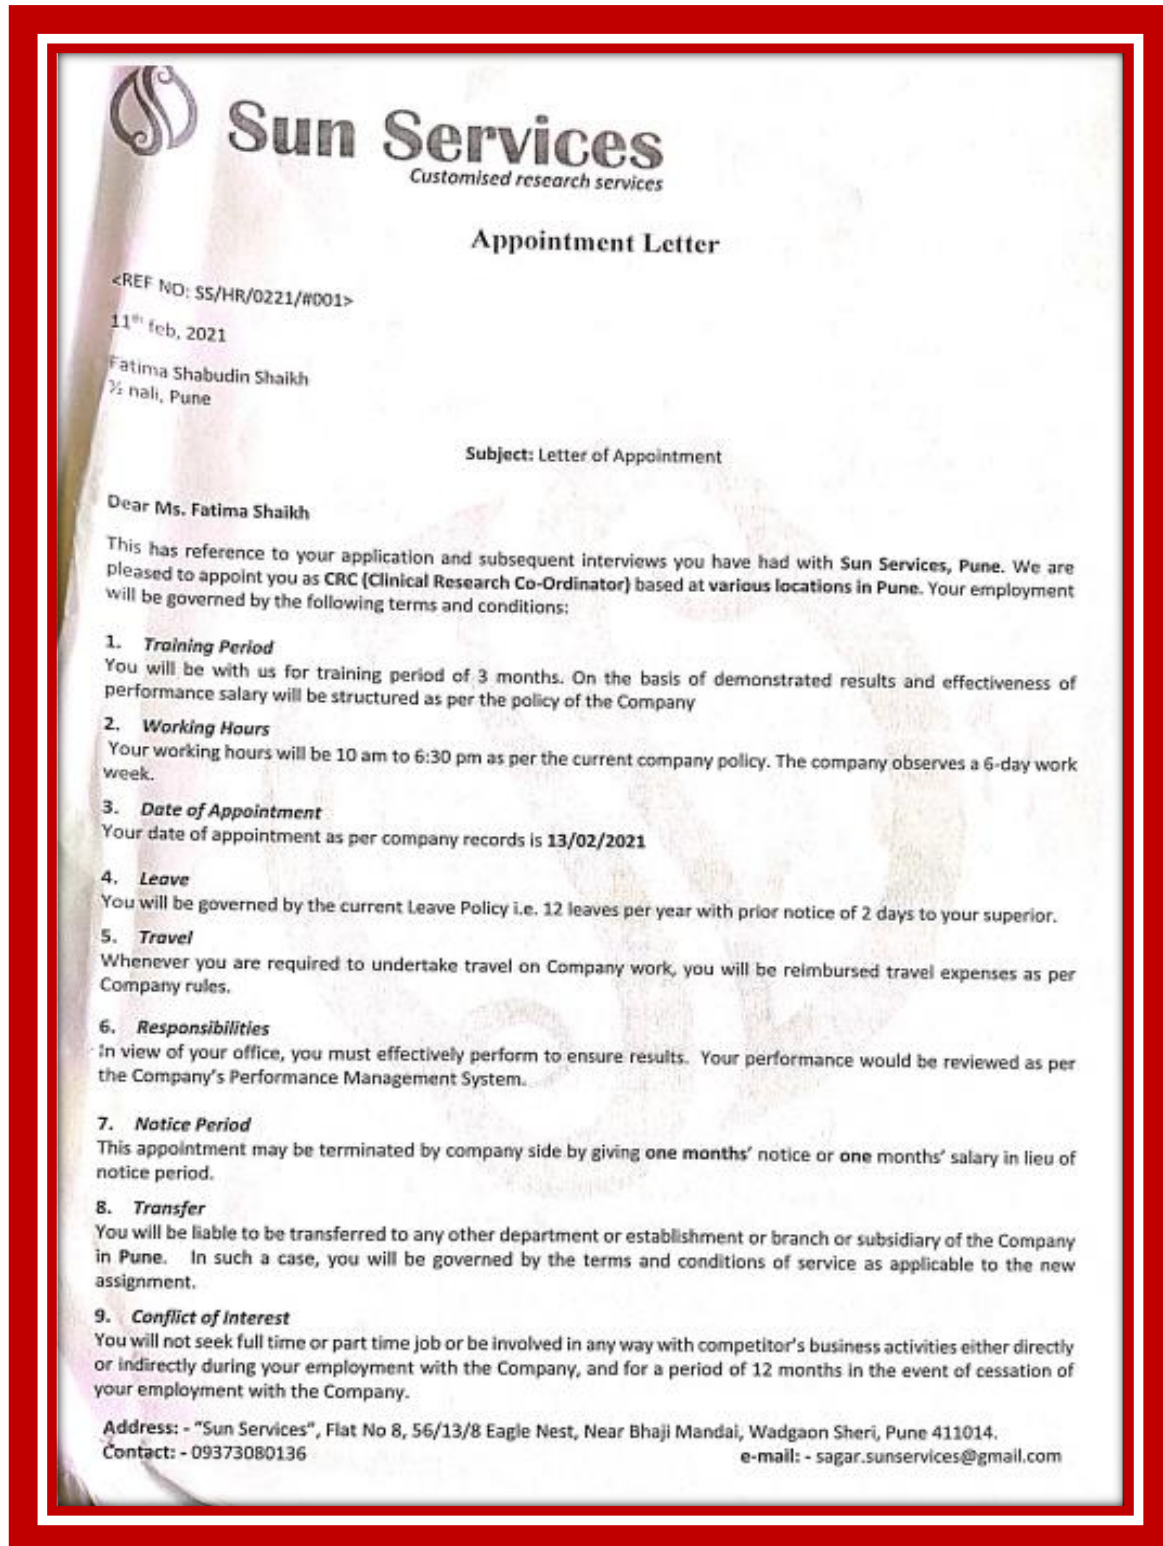 Sun Services
Customised research services
Appointment Letter
<REF NO: SS/HR/0221/#001>
11th feb, 2021
Fatima Shabudin Shaikh
½ nali, Pune
Subject: Letter of Appointment
Dear Ms. Fatima Shaikh
This has reference to your application and subsequent interviews you have had with Sun Services, Pune. We are
pleased to appoint you as CRC (Clinical Research Co-Ordinator) based at various locations in Pune. Your employment
will be governed by the following terms and conditions:
1. Training Period
You will be with us for training period of 3 months. On the basis of demonstrated results and effectiveness of
performance salary will be structured as per the policy of the Company
2. Working Hours
Your working hours will be 10 am to 6:30 pm as per the current company policy. The company observes a 6-day work
week.
3. Date of Appointment
Your date of appointment as per company records is 13/02/2021
4. Leave
You will be governed by the current Leave Policy i.e. 12 leaves per year with prior notice of 2 days to your superior.
5. Travel
Whenever you are required to undertake travel on Company work, you will be reimbursed travel expenses as per
Company rules.
6. Responsibilities
In view of your office, you must effectively perform to ensure results. Your performance would be reviewed as per
the Company's Performance Management System.
7. Notice Period
This appointment may be terminated by company side by giving one months' notice or one months' salary in lieu of
notice period.
8. Transfer
You will be liable to be transferred to any other department or establishment or branch or subsidiary of the Company
in Pune. In such a case, you will be governed by the terms and conditions of service as applicable to the new
assignment.
9. Conflict of Interest
You will not seek full time or part time job or be involved in any way with competitor's business activities either directly
or indirectly during your employment with the Company, and for a period of 12 months in the event of cessation of
your employment with the Company.
Address: - "Sun Services", Flat No 8, 56/13/8 Eagle Nest, Near Bhaji Mandai, Wadgaon Sheri, Pune 411014.
Contact: - 09373080136 e-mail: - sagar.sunservices@gmail.com